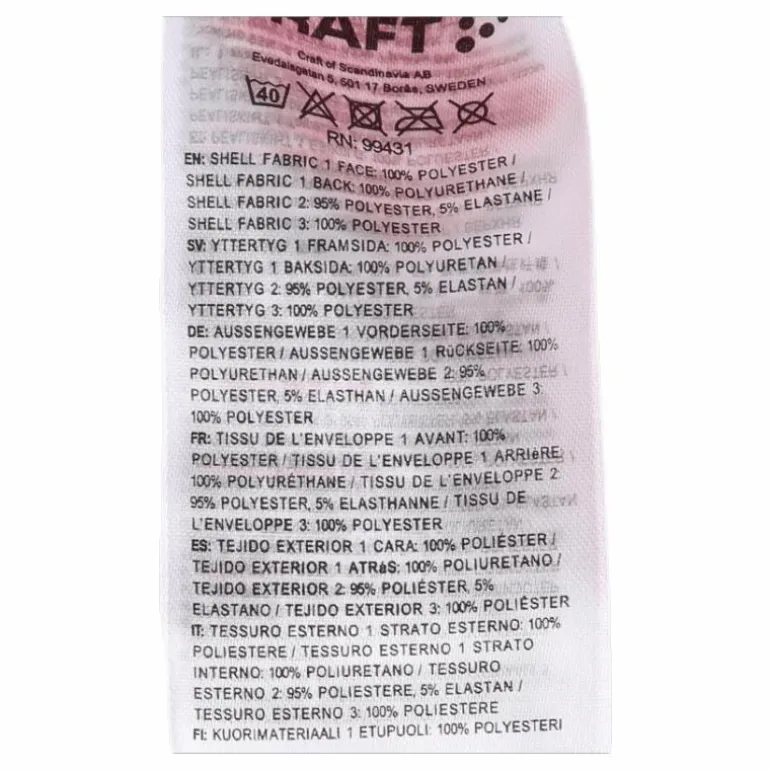 CRAFT
Craft of Scandinavia AB
Evedalsgatan 5, 501 17 Borås, SWEDEN
40
RN: 99431
EN: SHELL FABRIC 1 FACE: 100% POLYESTER /
SHELL FABRIC 1 BACK: 100% POLYURETHANE /
SHELL FABRIC 2: 95% POLYESTER, 5% ELASTANE /
SHELL FABRIC 3: 100% POLYESTER
SV: YTTERTYG 1 FRAMSIDA: 100% POLYESTER /
YTTERTYG 1 BAKSIDA: 100% POLYURETAN /
YTTERTYG 2: 95% POLYESTER, 5% ELASTAN /
YTTERTYG 3: 100% POLYESTER
DE: AUSSENGEWEBE 1 VORDERSEITE: 100%
POLYESTER / AUSSENGEWEBE 1 RüCKSEITE: 100%
POLYURETHAN / AUSSENGEWEBE 2: 95%
POLYESTER, 5% ELASTHAN / AUSSENGEWEBE 3:
100% POLYESTER
FR: TISSU DE L'ENVELOPPE 1 AVANT: 100%
POLYESTER / TISSU DE L'ENVELOPPE 1 ARRIèRE:
100% POLYURÉTHANE / TISSU DE L'ENVELOPPE 2:
95% POLYESTER, 5% ELASTHANNE / TISSU DE
L'ENVELOPPE 3: 100% POLYESTER
ES: TEJIDO EXTERIOR 1 CARA: 100% POLIÉSTER /
TEJIDO EXTERIOR 1 ATRáS: 100% POLIURETANO /
TEJIDO EXTERIOR 2: 95% POLIÉSTER, 5%
ELASTANO / TEJIDO EXTERIOR 3: 100% POLIÉSTER
IT: TESSURO ESTERNO 1 STRATO ESTERNO: 100%
POLIESTERE / TESSURO ESTERNO 1 STRATO
INTERNO: 100% POLIURETANO / TESSURO
ESTERNO 2: 95% POLIESTERE, 5% ELASTAN /
TESSURO ESTERNO 3: 100% POLIESTERE
FI: KUORIMATERIAALI 1 ETUPUOLI: 100% POLYESTERI